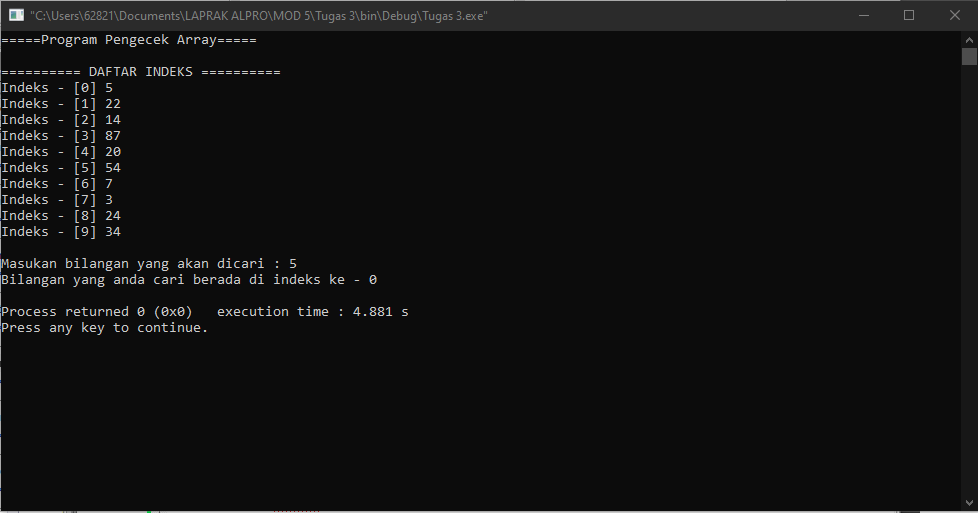 "C:\Users\62821\Documents\LAPRAK ALPRO\MOD 5\Tugas 3\bin\Debug\Tugas 3.exe"
=====Program Pengecek Array=====
========== DAFTAR INDEKS ==========
Indeks - [0] 5
Indeks - [1] 22
Indeks - [2] 14
Indeks - [3] 87
Indeks - [4] 20
Indeks - [5] 54
Indeks - [6] 7
Indeks - [7] 3
Indeks - [8] 24
Indeks - [9] 34
Masukan bilangan yang akan dicari : 5
Bilangan yang anda cari berada di indeks ke - 0
Process returned 0 (0x0)   execution time : 4.881 s
Press any key to continue.